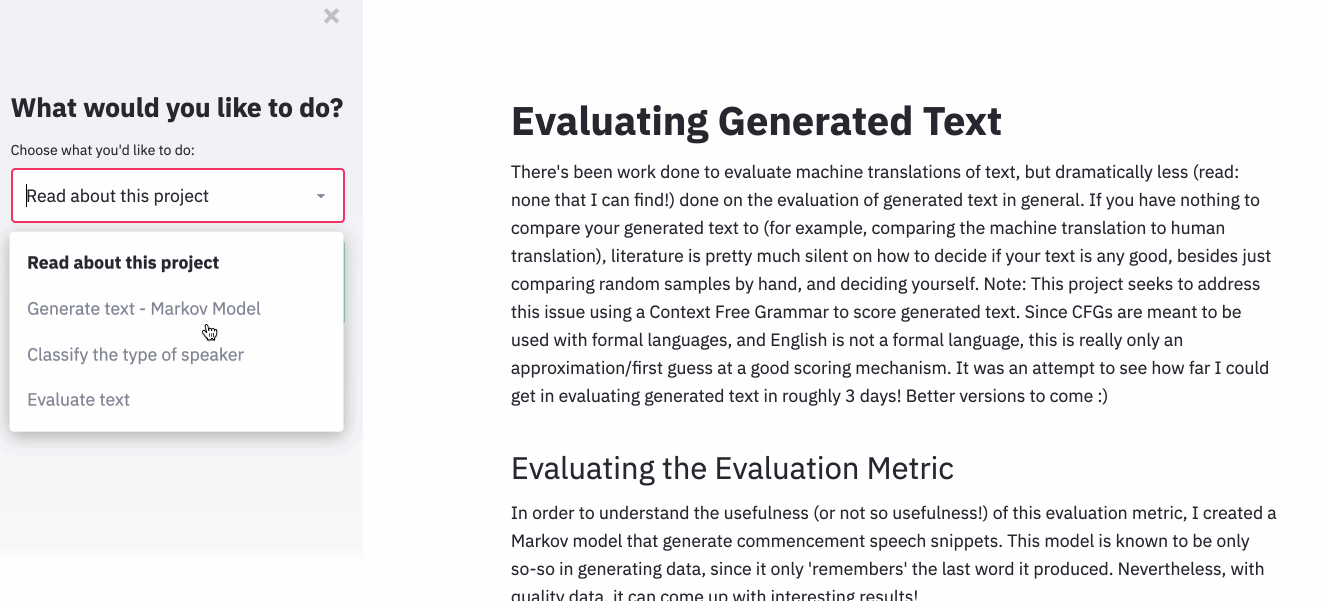 What would you like to do?
Choose what you'd like to do:
Read about this project
Read about this project
Generate text - Markov Model
Classify the type of speaker
Evaluate text
Evaluating Generated Text
There's been work done to evaluate machine translations of text, but dramatically less (read:
none that I can find!) done on the evaluation of generated text in general. If you have nothing to
compare your generated text to (for example, comparing the machine translation to human
translation), literature is pretty much silent on how to decide if your text is any good, besides just
comparing random samples by hand, and deciding yourself. Note: This project seeks to address
this issue using a Context Free Grammar to score generated text. Since CFGs are meant to be
used with formal languages, and English is not a formal language, this is really only an
approximation/first guess at a good scoring mechanism. It was an attempt to see how far I could
get in evaluating generated text in roughly 3 days! Better versions to come :)
Evaluating the Evaluation Metric
In order to understand the usefulness (or not so usefulness!) of this evaluation metric, I created a
Markov model that generate commencement speech snippets. This model is known to be only
so-so in generating data, since it only 'remembers' the last word it produced. Nevertheless, with
quality data, it can come up with interesting results!